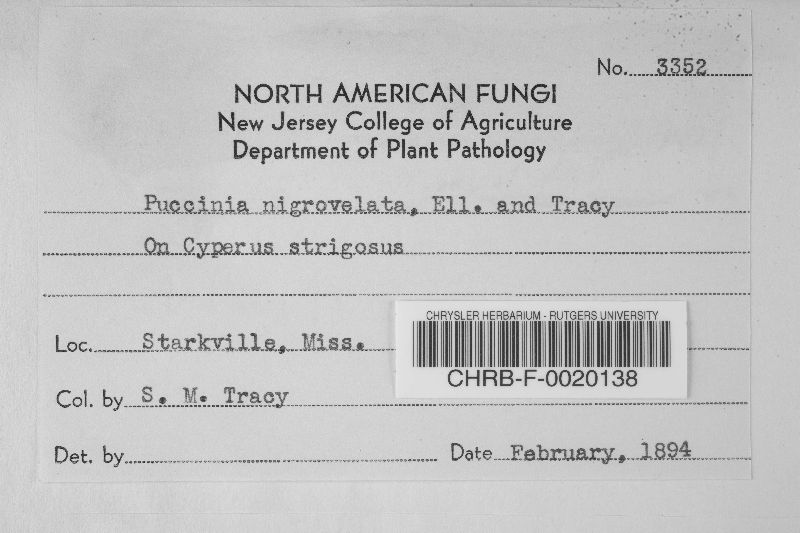 No. 3352
NORTH AMERICAN FUNGI
New Jersey College of Agriculture
Department of Plant Pathology
Puccinia nigrovelata, Ell. and Tracy
On Cyperus strigosus
CHRYSLER HERBARIUM - RUTGERS UNIVERSITY
Loc. Starkville, Miss.
CHRB-F-0020138
Col. by S. M. Tracy
Det. by Date February, 1894